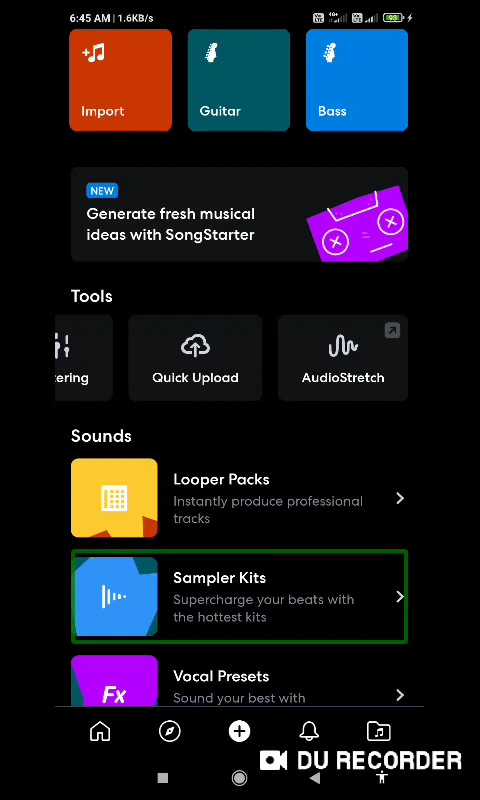 6:45 AM | 1.6KB/s
Import
Guitar
Bass
NEW
Generate fresh musical
ideas with SongStarter
Tools
ering
Quick Upload
AudioStretch
Sounds
Looper Packs
Instantly produce professional
tracks
Sampler Kits
Supercharge your beats with
the hottest kits
Fx
Vocal Presets
Sound your best with
DU RECORDER